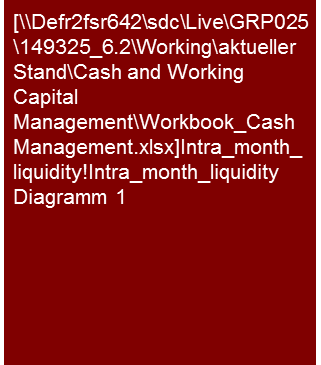 [\\Defr2fsr642\sdc\Live\GRP025
\149325_6.2\Working\aktueller
Stand\Cash and Working
Capital
Management\Workbook_Cash
Management.xlsx]Intra_month_
liquidity!Intra_month_liquidity
Diagramm 1